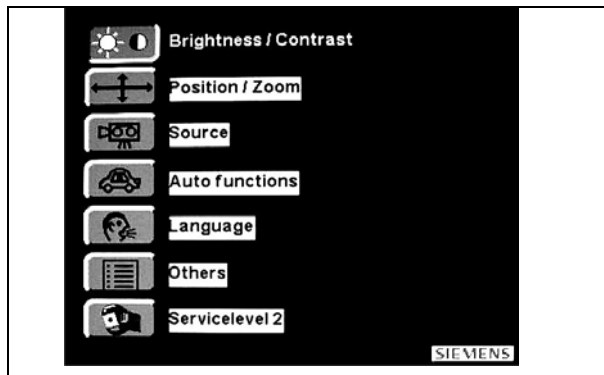 Brightness / Contrast
Position / Zoom
Source
Auto functions
Language
Others
Servicelevel 2
SIEMENS